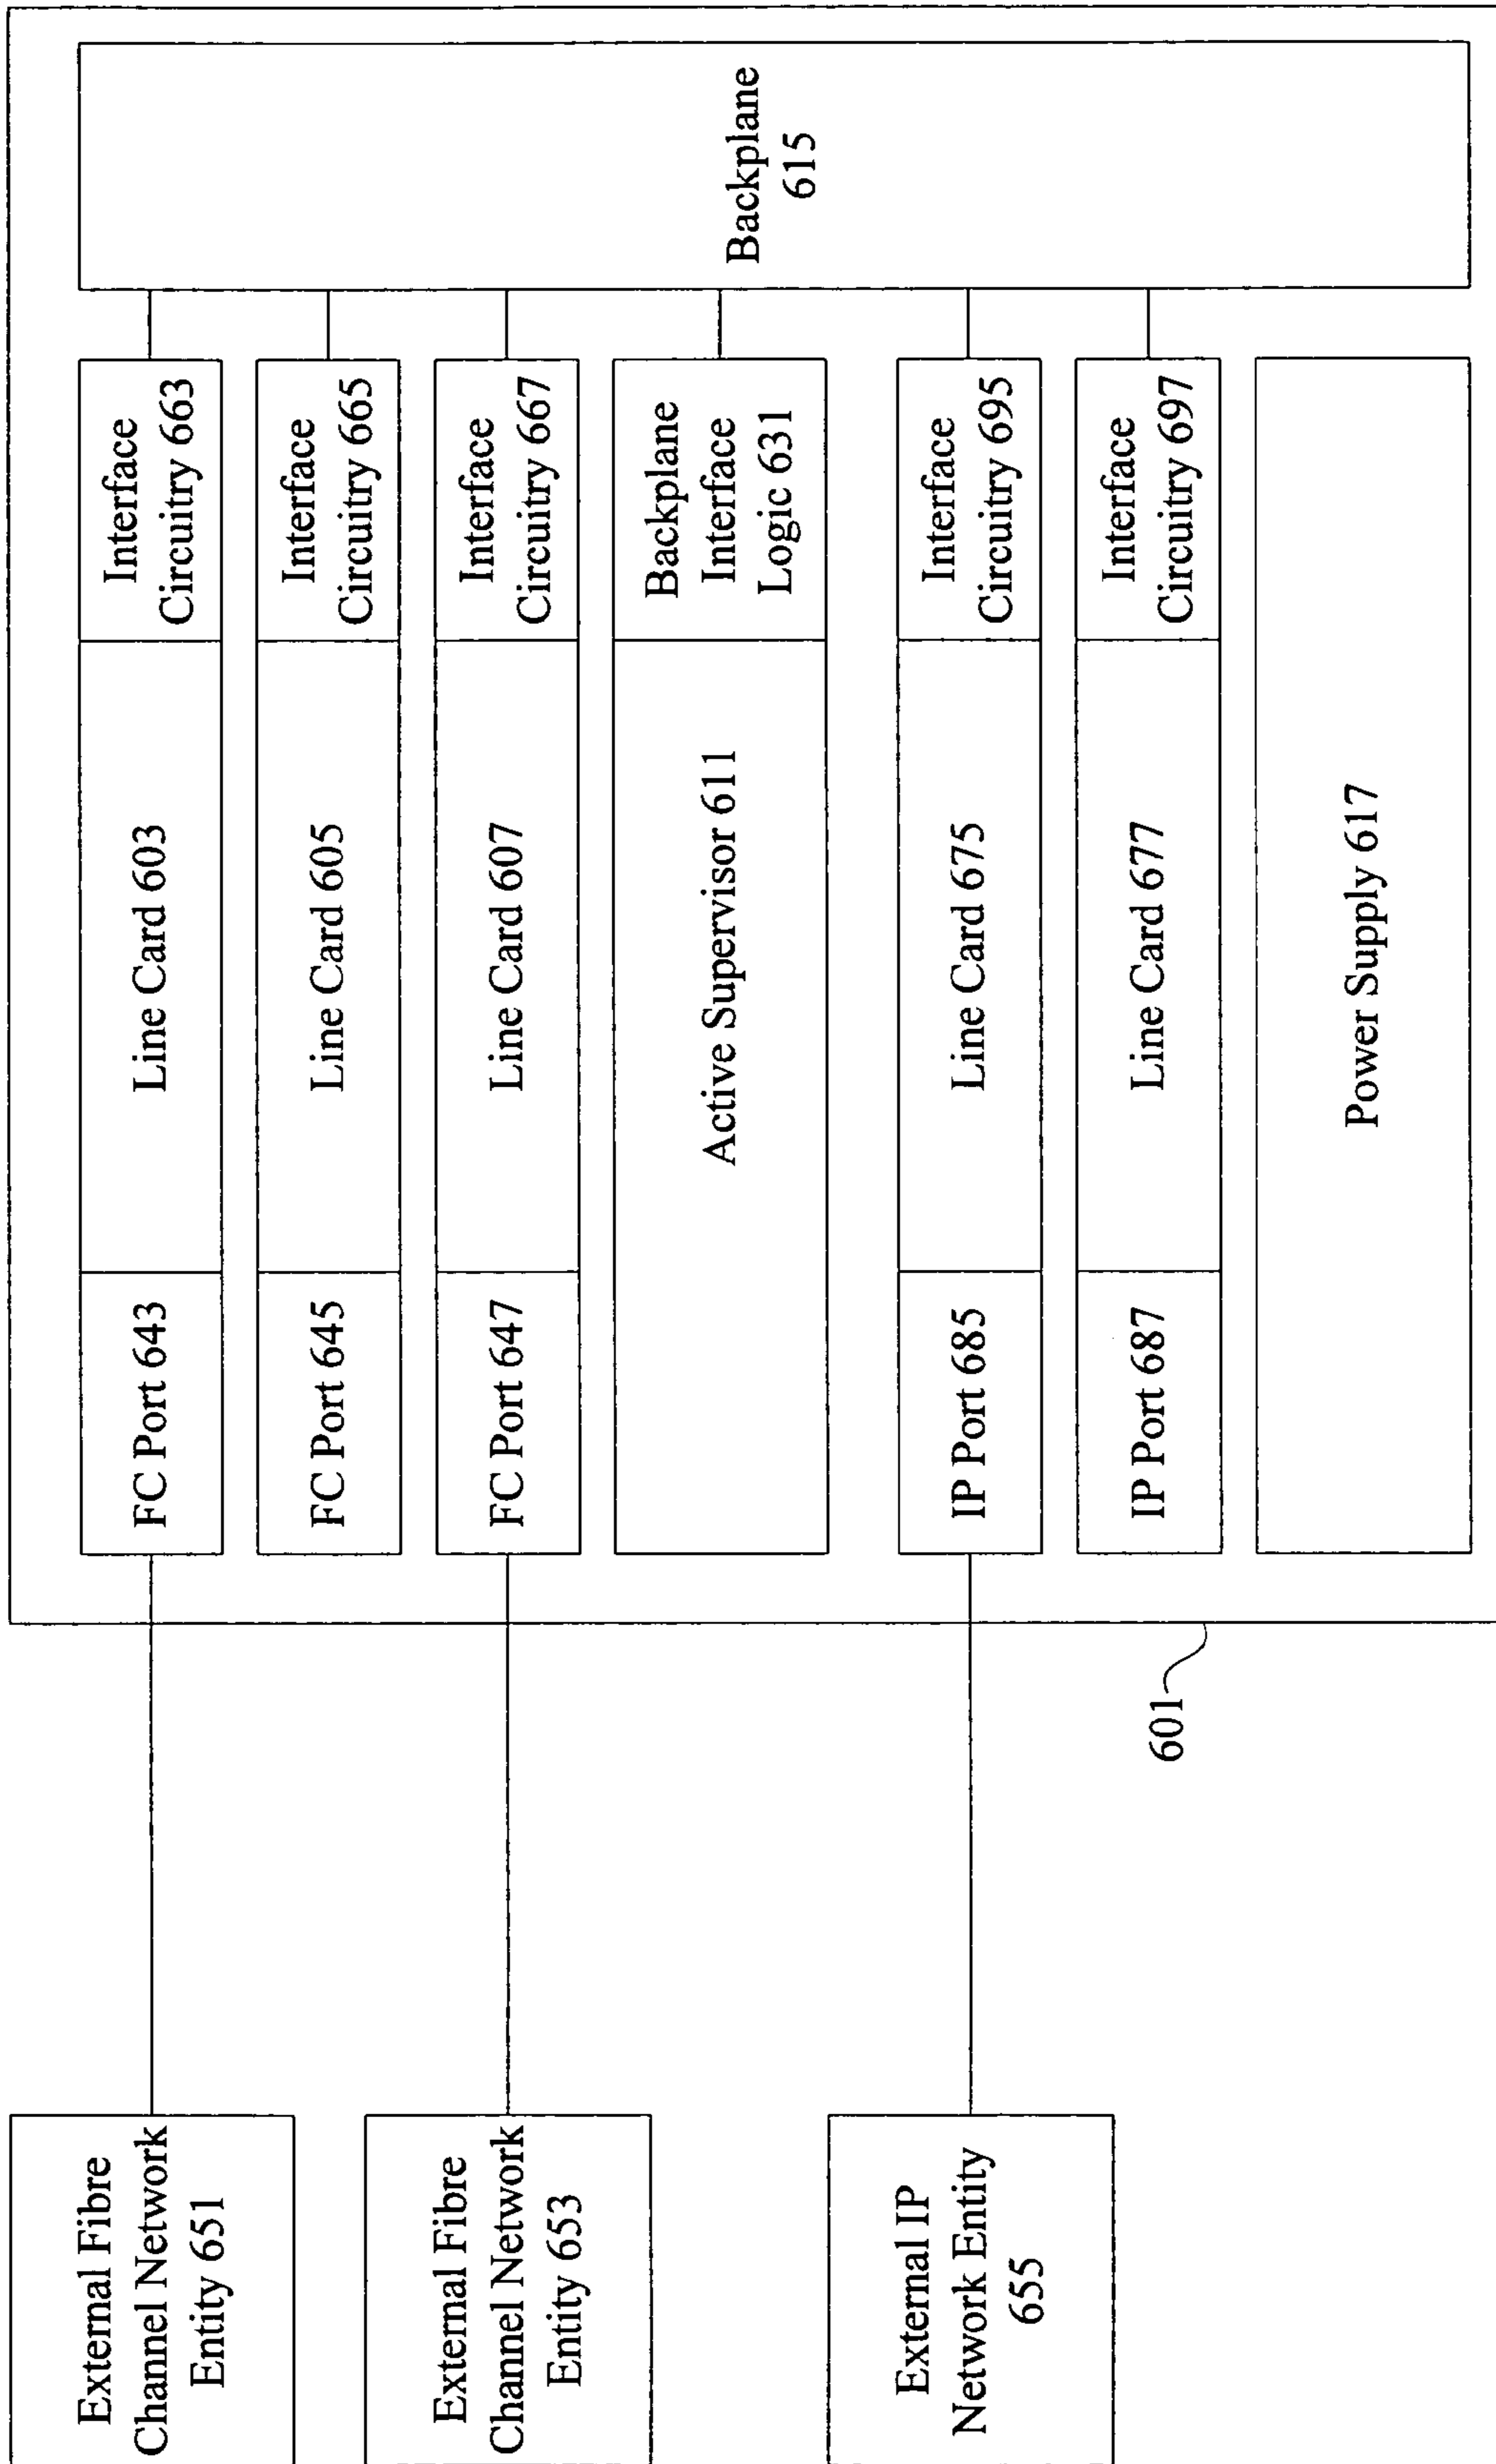 External Fibre
Channel Network
Entity 651
External Fibre
Channel Network
Entity 653
External IP
Network Entity
655
601
FC Port 643
Line Card 603
Interface
Circuitry 663
FC Port 645
Line Card 605
Interface
Circuitry 665
FC Port 647
Line Card 607
Interface
Circuitry 667
Active Supervisor 611
Backplane
Interface
Logic 631
IP Port 685
Line Card 675
Interface
Circuitry 695
IP Port 687
Line Card 677
Interface
Circuitry 697
Power Supply 617
Backplane
615